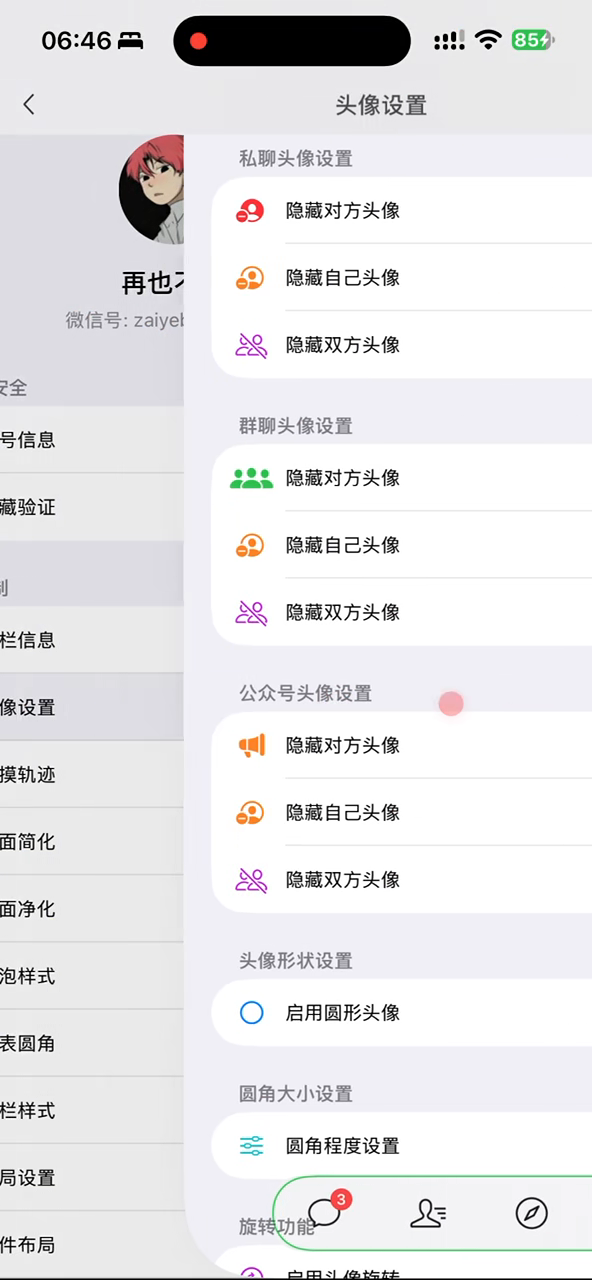 06:46
85
头像设置
再也不
微信号: zaiyeb
安全
号信息
藏验证
制
栏信息
像设置
摸轨迹
面简化
面净化
泡样式
表圆角
栏样式
局设置
件布局
私聊头像设置
隐藏对方头像
隐藏自己头像
隐藏双方头像
群聊头像设置
隐藏对方头像
隐藏自己头像
隐藏双方头像
公众号头像设置
隐藏对方头像
隐藏自己头像
隐藏双方头像
头像形状设置
启用圆形头像
圆角大小设置
圆角程度设置
旋转功能
启用头像旋转
3